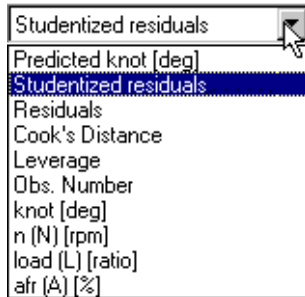 Studentized residuals
Predicted knot [deg]
Studentized residuals
Residuals
Cook's Distance
Leverage
Obs. Number
knot [deg]
n (N) [rpm]
load (L) [ratio]
afr (A) [%]